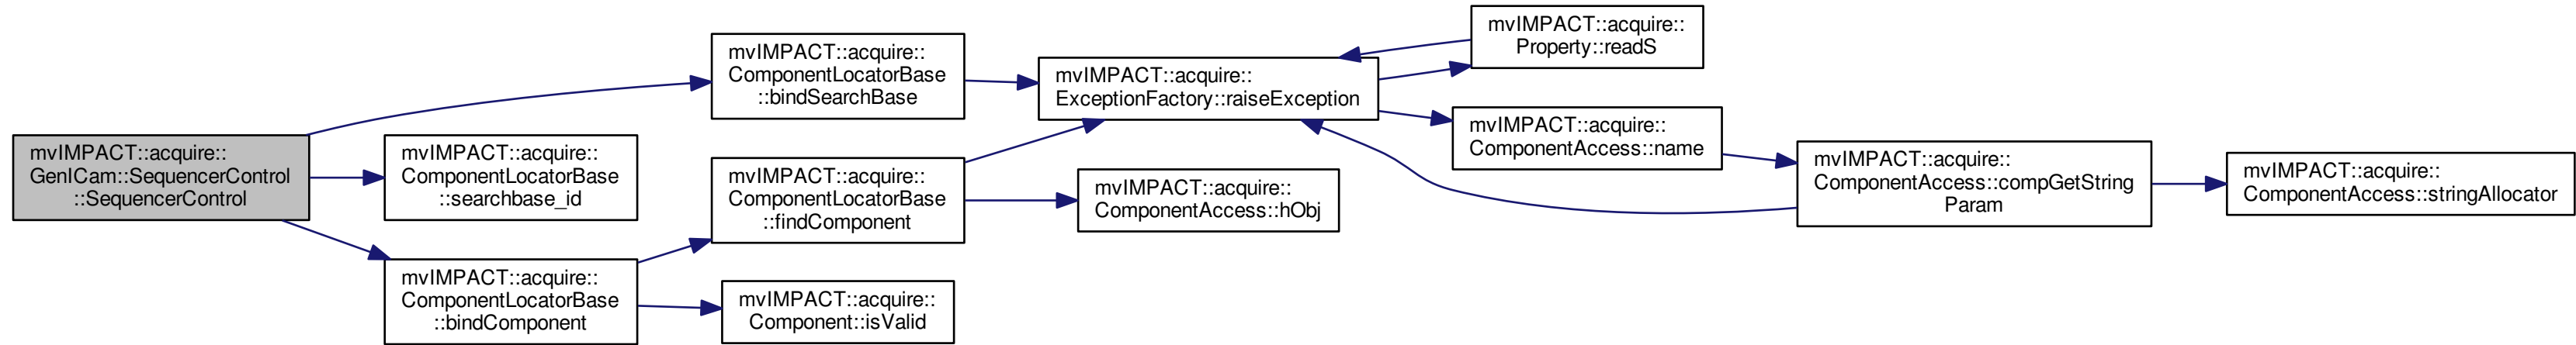 mvIMPACT::acquire::
GenICam::SequencerControl
::SequencerControl
mvIMPACT::acquire::
ComponentLocatorBase
::bindSearchBase
mvIMPACT::acquire::
ComponentLocatorBase
::searchbase_id
mvIMPACT::acquire::
ComponentLocatorBase
::bindComponent
mvIMPACT::acquire::
ComponentLocatorBase
::findComponent
mvIMPACT::acquire::
Component::isValid
mvIMPACT::acquire::
ExceptionFactory::raiseException
mvIMPACT::acquire::
ComponentAccess::hObj
mvIMPACT::acquire::
Property::readS
mvIMPACT::acquire::
ComponentAccess::name
mvIMPACT::acquire::
ComponentAccess::compGetString
Param
mvIMPACT::acquire::
ComponentAccess::stringAllocator